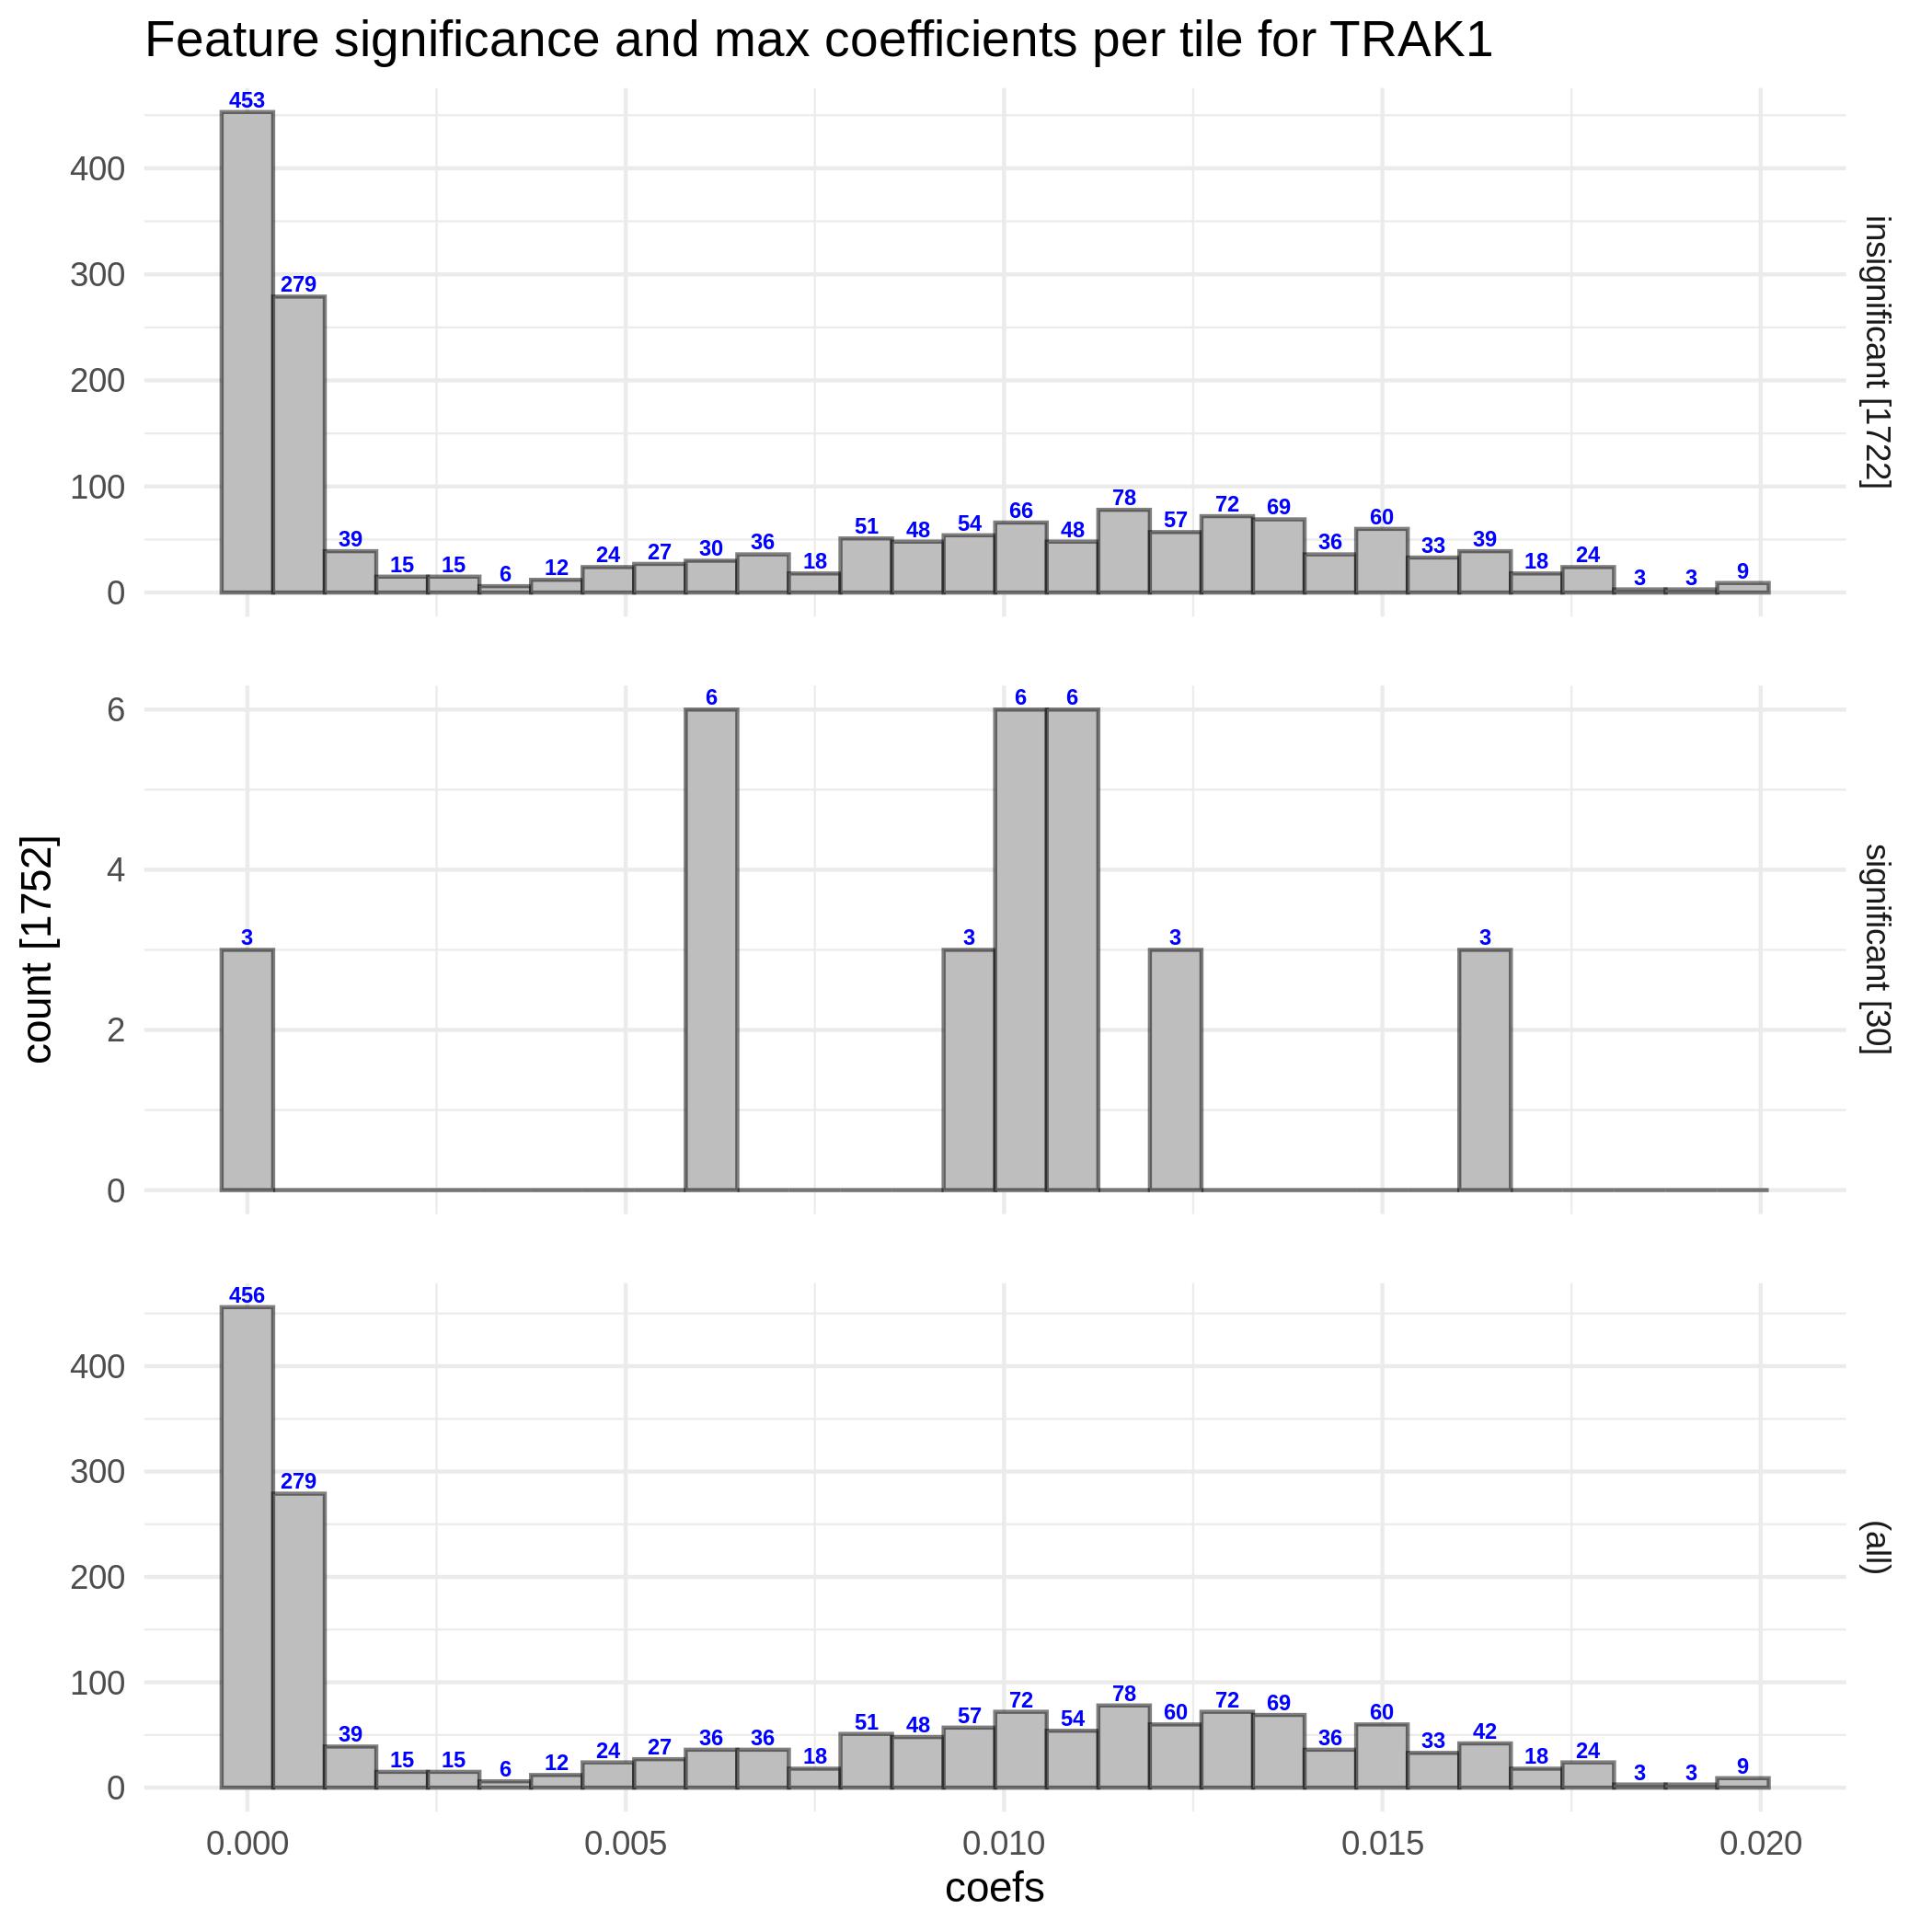 Feature significance and max coefficients per tile for TRAK1
453
279
39 15 15 6 12 24 27 30 36 18 51 48 54 66 48 78 57 72 69 36 60 33 39 18 24 3 3 9
400
300
200
100
0
insignificant [1722]
6 6 6
3 3 3 3
6
4
2
0
count [1752]
significant [30]
456
279
39 15 15 6 12 24 27 36 36 18 51 48 57 72 54 78 60 72 69 36 60 33 42 18 24 3 3 9
400
300
200
100
0
(all)
0.000 0.005 0.010 0.015 0.020
coefs